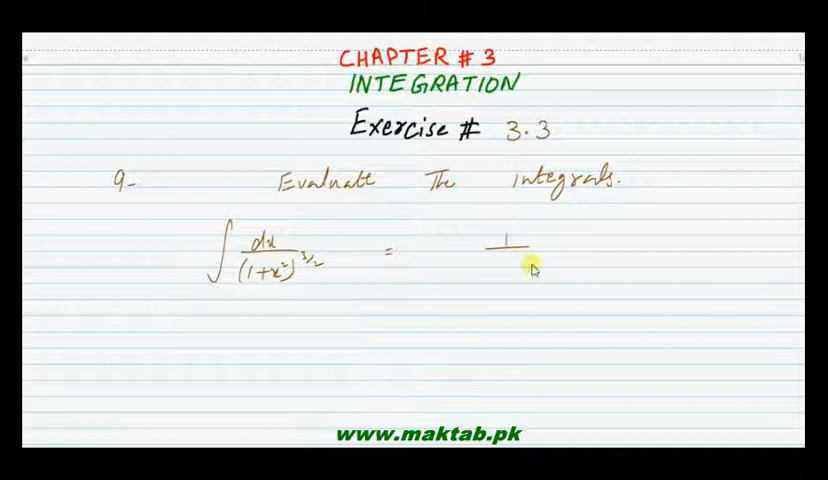 CHAPTER # 3
INTEGRATION
Exercise # 3.3
9- Evaluate The integrals.
∫ dx/(1+x²)^3/2 = 1/
www.maktab.pk